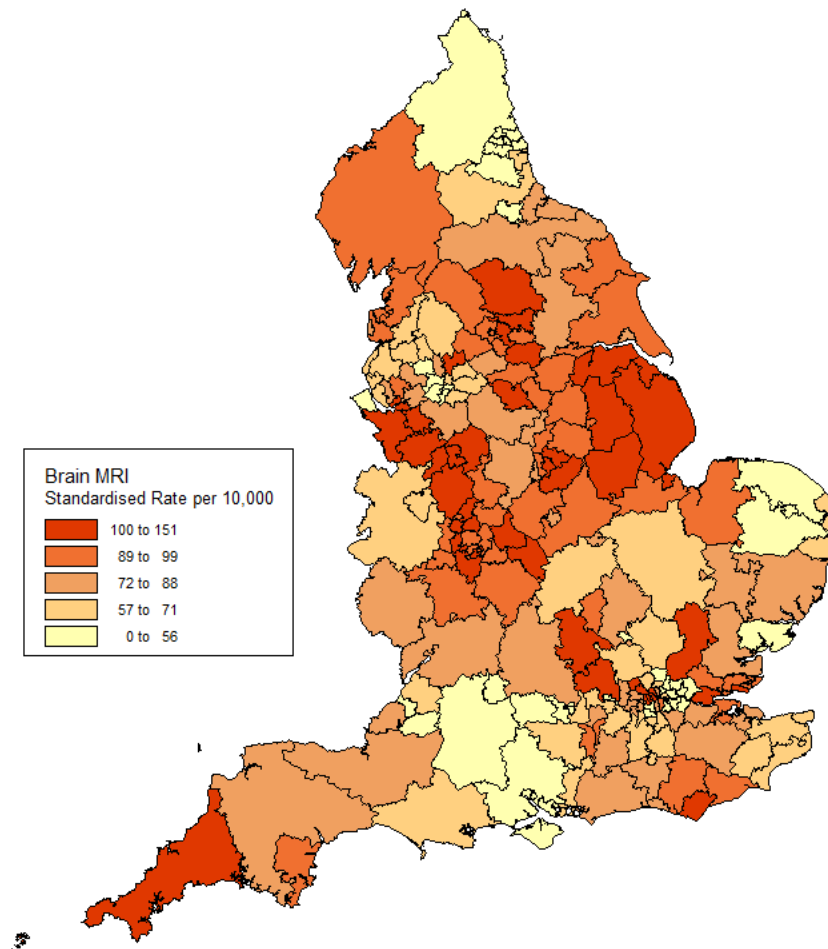 Brain MRI
Standardised Rate per 10,000
100 to 151
89 to 99
72 to 88
57 to 71
0 to 56